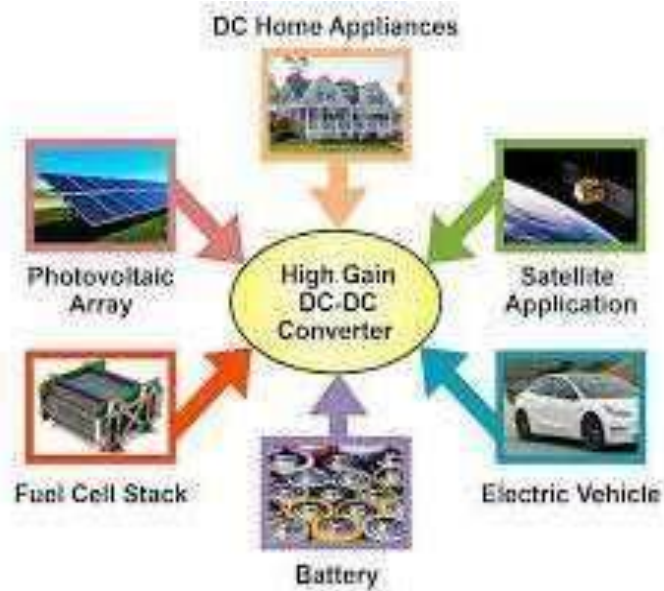 DC Home Appliances
Photovoltaic
Array
High Gain
DC-DC
Converter
Satellite
Application
Fuel Cell Stack
Electric Vehicle
Battery